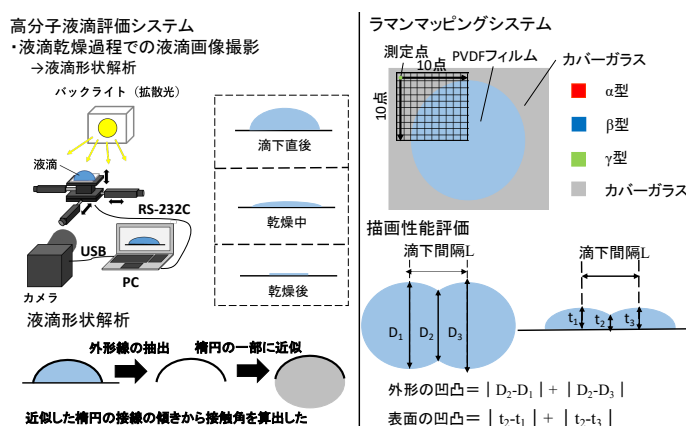 高分子液滴評価システム
・液滴乾燥過程での液滴画像撮影
→液滴形状解析
バックライト（拡散光）
液滴
RS-232C
USB
PC
カメラ
滴下直後
乾燥中
乾燥後
液滴形状解析
外形線の抽出
楕円の一部に近似
近似した楕円の接線の傾きから接触角を算出した
ラマンマッピングシステム
測定点
10点
10点
PVDFフィルム
カバーガラス
α型
β型
γ型
カバーガラス
描画性能評価
滴下間隔L
D₁
D₂
D₃
滴下間隔L
t₁
t₂
t₃
外形の凹凸＝｜D₂-D₁｜+｜D₂-D₃｜
表面の凹凸＝｜t₂-t₁｜+｜t₂-t₃｜